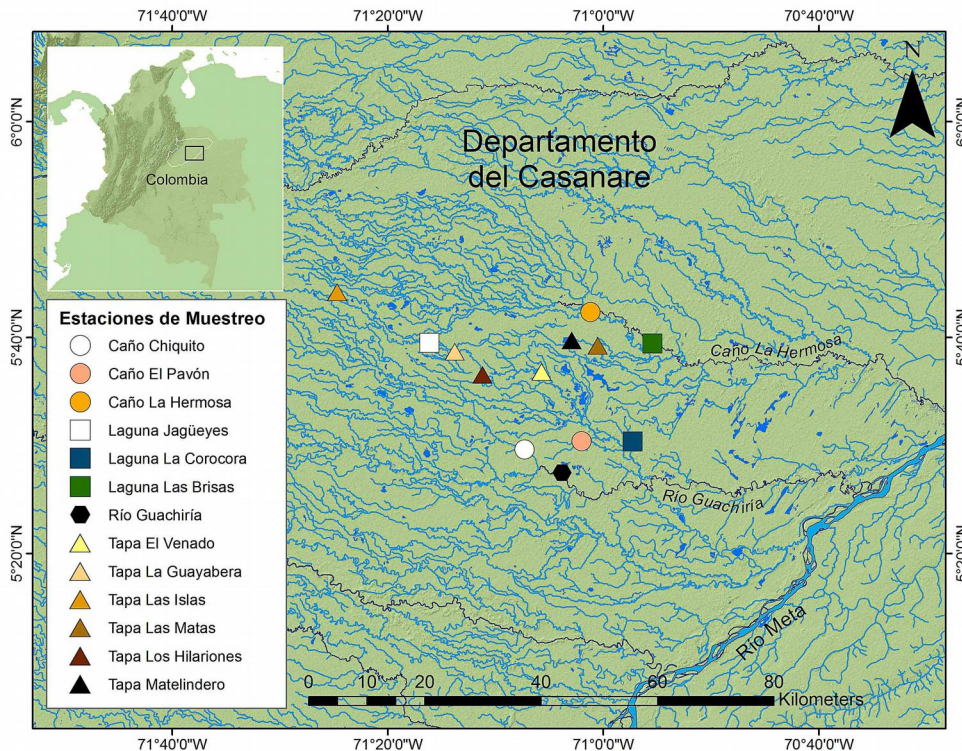 71°40'0"W
71°20'0"W
71°0'0"W
70°40'0"W
N
6°0'0"N
6°0'0"N
Departamento
del Casanare
Colombia
Estaciones de Muestreo
Caño Chiquito
Caño El Pavón
Caño La Hermosa
Laguna Jagüeyes
Laguna La Corocora
Laguna Las Brisas
Río Guachiría
Tapa El Venado
Tapa La Guayabera
Tapa Las Islas
Tapa Las Matas
Tapa Los Hilariones
Tapa Matelindero
5°40'0"N
5°40'0"N
Caño La Hermosa
Río Guachiría
5°20'0"N
5°20'0"N
Río Meta
0 10 20 40 60 80
Kilometers
71°40'0"W
71°20'0"W
71°0'0"W
70°40'0"W